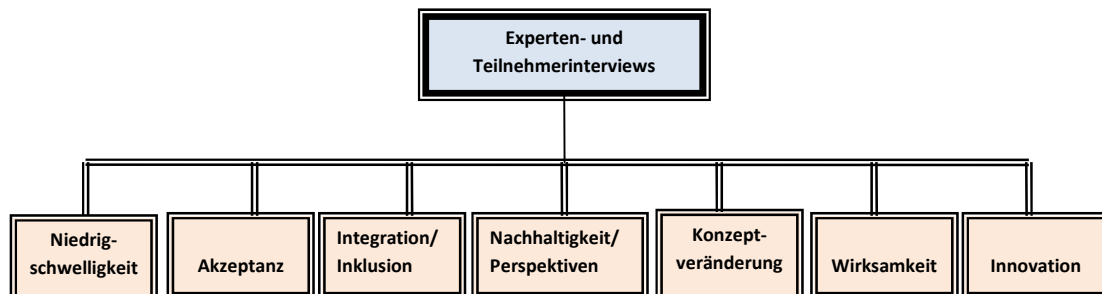 Experten- und
Teilnehmerinterviews
Niedrig-
schwelligkeit
Akzeptanz
Integration/
Inklusion
Nachhaltigkeit/
Perspektiven
Konzept-
veränderung
Wirksamkeit
Innovation